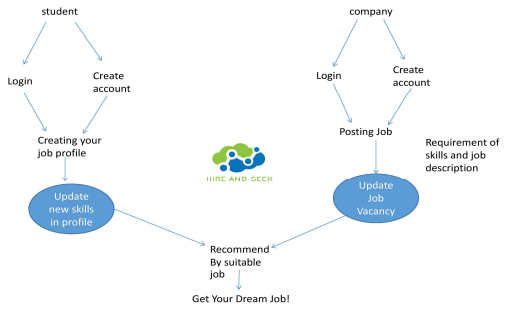 student
company
Login
Create
account
Login
Create
account
Creating your
job profile
Posting Job
Requirement of
skills and job
description
HIRE AND SEEK
Update
new skills
in profile
Update
Job
Vacancy
Recommend
By suitable
job
Get Your Dream Job!